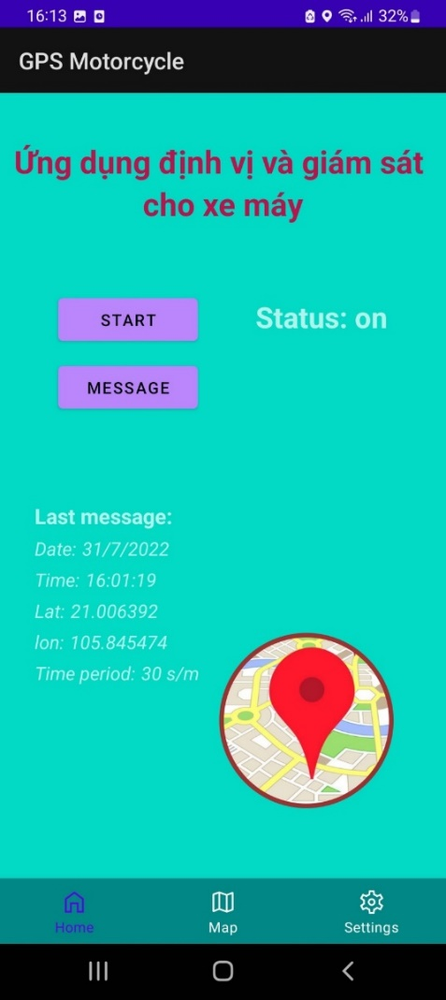 16:13
32%
GPS Motorcycle
Ứng dụng định vị và giám sát
cho xe máy
START
Status: on
MESSAGE
Last message:
Date: 31/7/2022
Time: 16:01:19
Lat: 21.006392
lon: 105.845474
Time period: 30 s/m
Home
Map
Settings